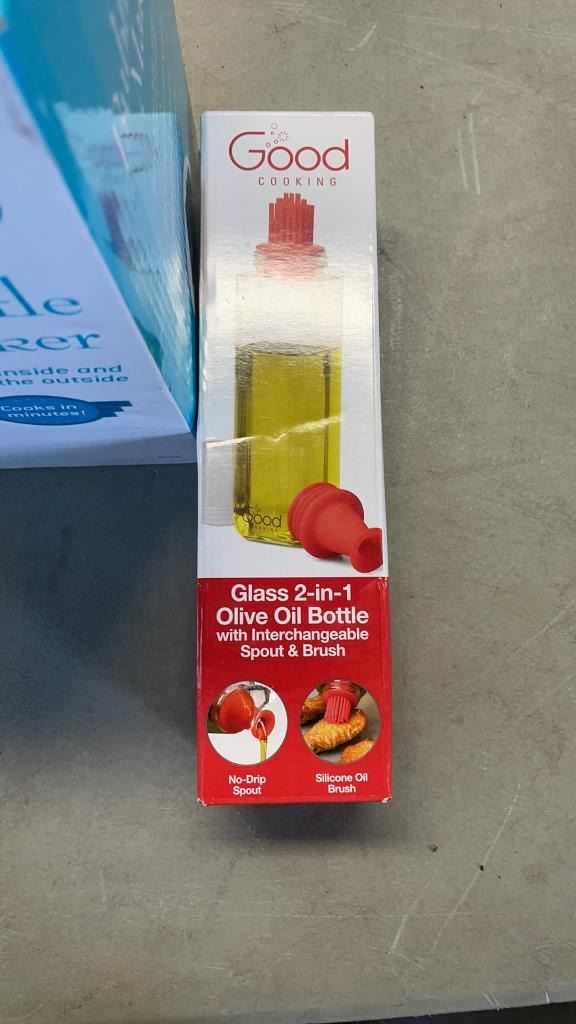 Good
COOKING
Good
COOKING
Glass 2-in-1
Olive Oil Bottle
with Interchangeable
Spout & Brush
No-Drip
Spout
Silicone Oil
Brush
inside and
the outside
Cooks in
minutes!